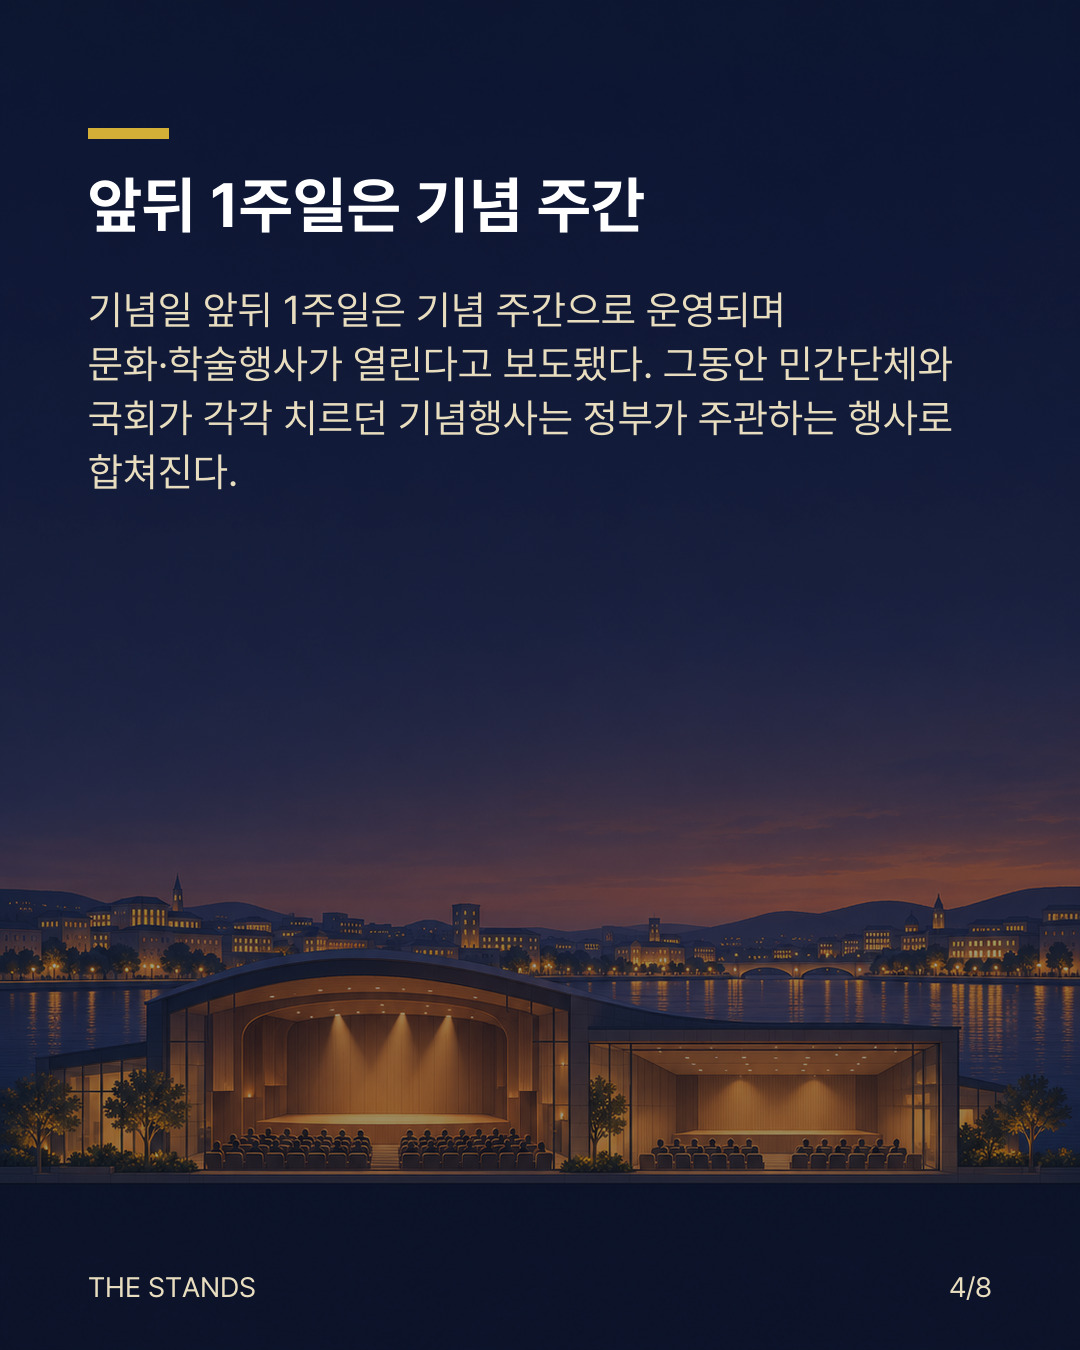 앞뒤 1주일은 기념 주간
기념일 앞뒤 1주일은 기념 주간으로 운영되며
문화·학술행사가 열린다고 보도됐다. 그동안 민간단체와
국회가 각각 치르던 기념행사는 정부가 주관하는 행사로
합쳐진다.
THE STANDS
4/8